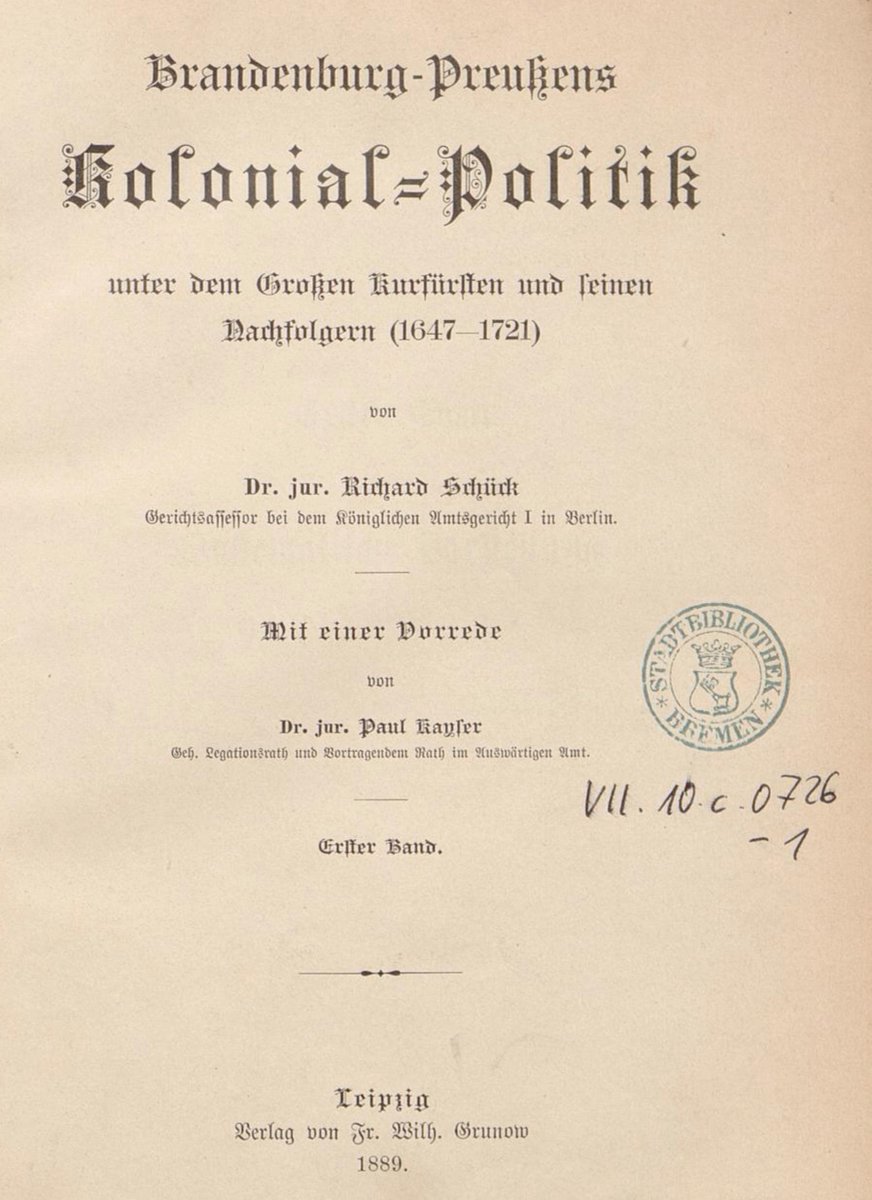 Brandenburg-Preußens
Kolonial-Politik
unter dem Großen Kurfürsten und seinen
Nachfolgern (1647—1721)
von
Dr. jur. Richard Schück
Gerichtsassessor bei dem Königlichen Amtsgericht I in Berlin.
Mit einer Vorrede
von
Dr. jur. Paul Kayser
Geh. Legationsrath und Vortragendem Rath im Auswärtigen Amt.
STADTBIBLIOTHEK
* BREMEN *
VII. 10. c. 0726
- 1
Erster Band.
Leipzig
Verlag von Fr. Wilh. Grunow
1889.